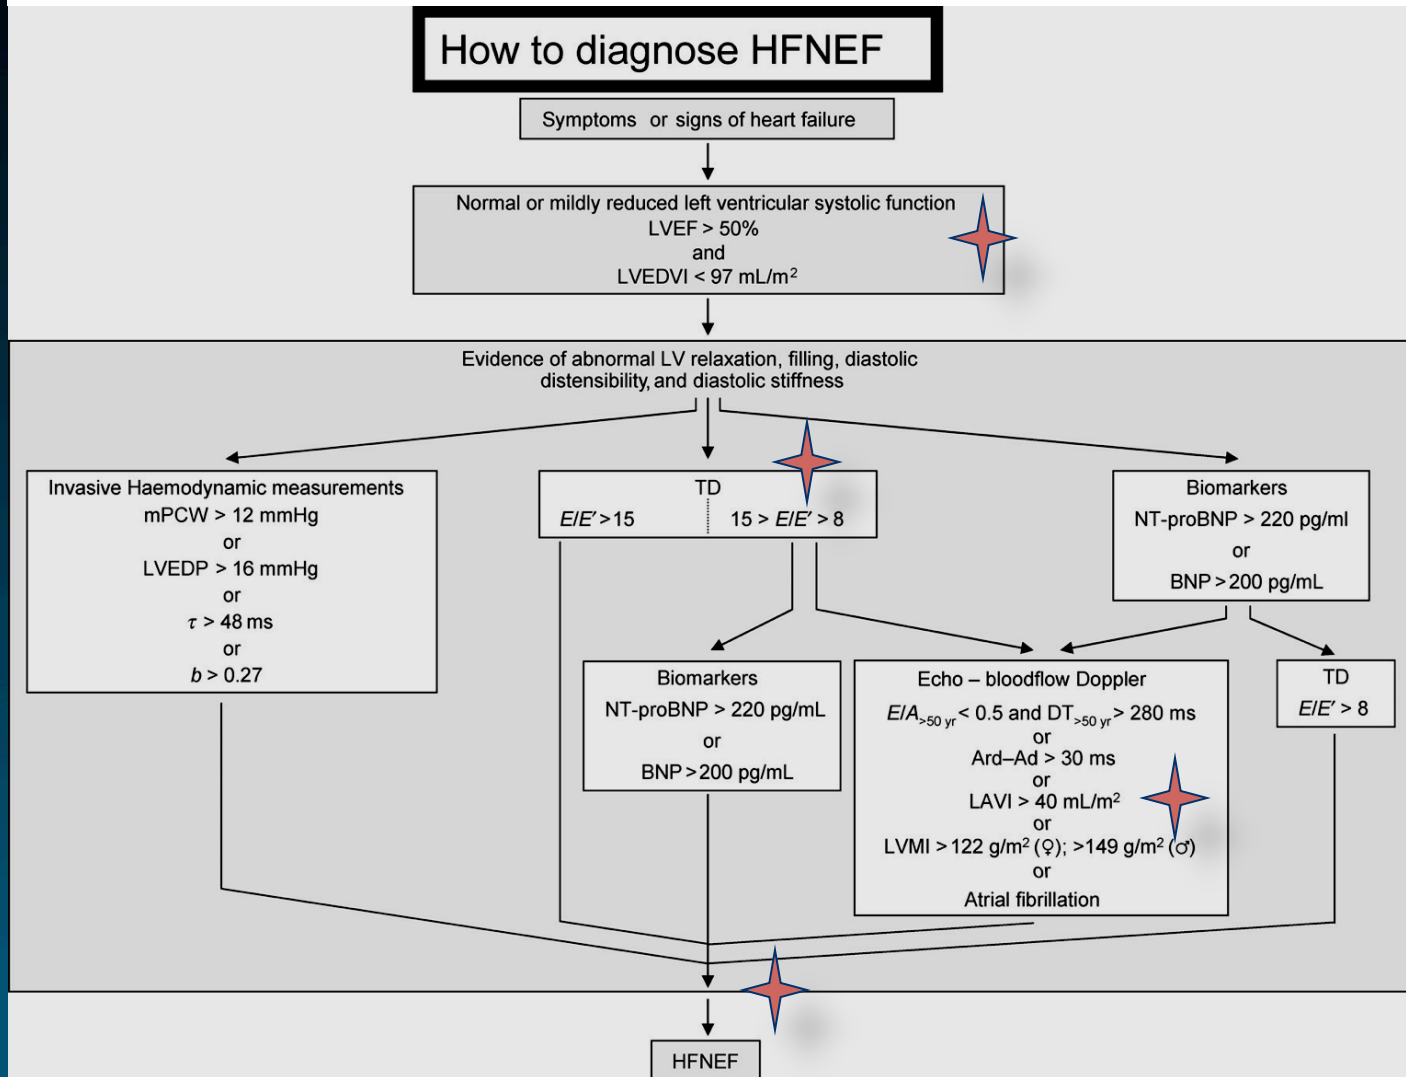 How to diagnose HFNEF
Symptoms or signs of heart failure
Normal or mildly reduced left ventricular systolic function
LVEF > 50%
and
LVEDVI < 97 mL/m²
Evidence of abnormal LV relaxation, filling, diastolic
distensibility, and diastolic stiffness
Invasive Haemodynamic measurements
mPCW > 12 mmHg
or
LVEDP > 16 mmHg
or
τ > 48 ms
or
b > 0.27
TD
E/E′ > 15
15 > E/E′ > 8
Biomarkers
NT-proBNP > 220 pg/ml
or
BNP > 200 pg/mL
Biomarkers
NT-proBNP > 220 pg/mL
or
BNP > 200 pg/mL
Echo – bloodflow Doppler
E/A>50 yr < 0.5 and DT>50 yr > 280 ms
or
Ard–Ad > 30 ms
or
LAVI > 40 mL/m²
or
LVMI > 122 g/m² (♀); >149 g/m² (♂)
or
Atrial fibrillation
TD
E/E′ > 8
HFNEF